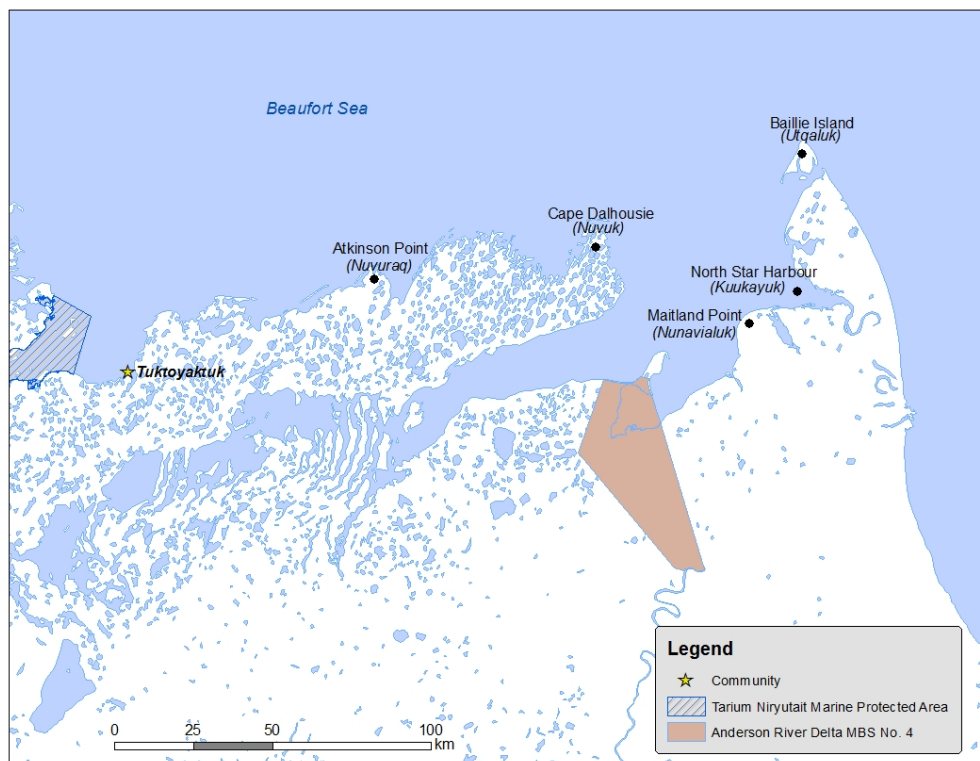 Beaufort Sea
Baillie Island
(Utqaluk)
Cape Dalhousie
(Nuvuk)
Atkinson Point
(Nuvuraq)
North Star Harbour
(Kuukayuk)
Maitland Point
(Nunavialuk)
Tuktoyaktuk
Legend
Community
Tarium Niryutait Marine Protected Area
Anderson River Delta MBS No. 4
0 25 50 100
km